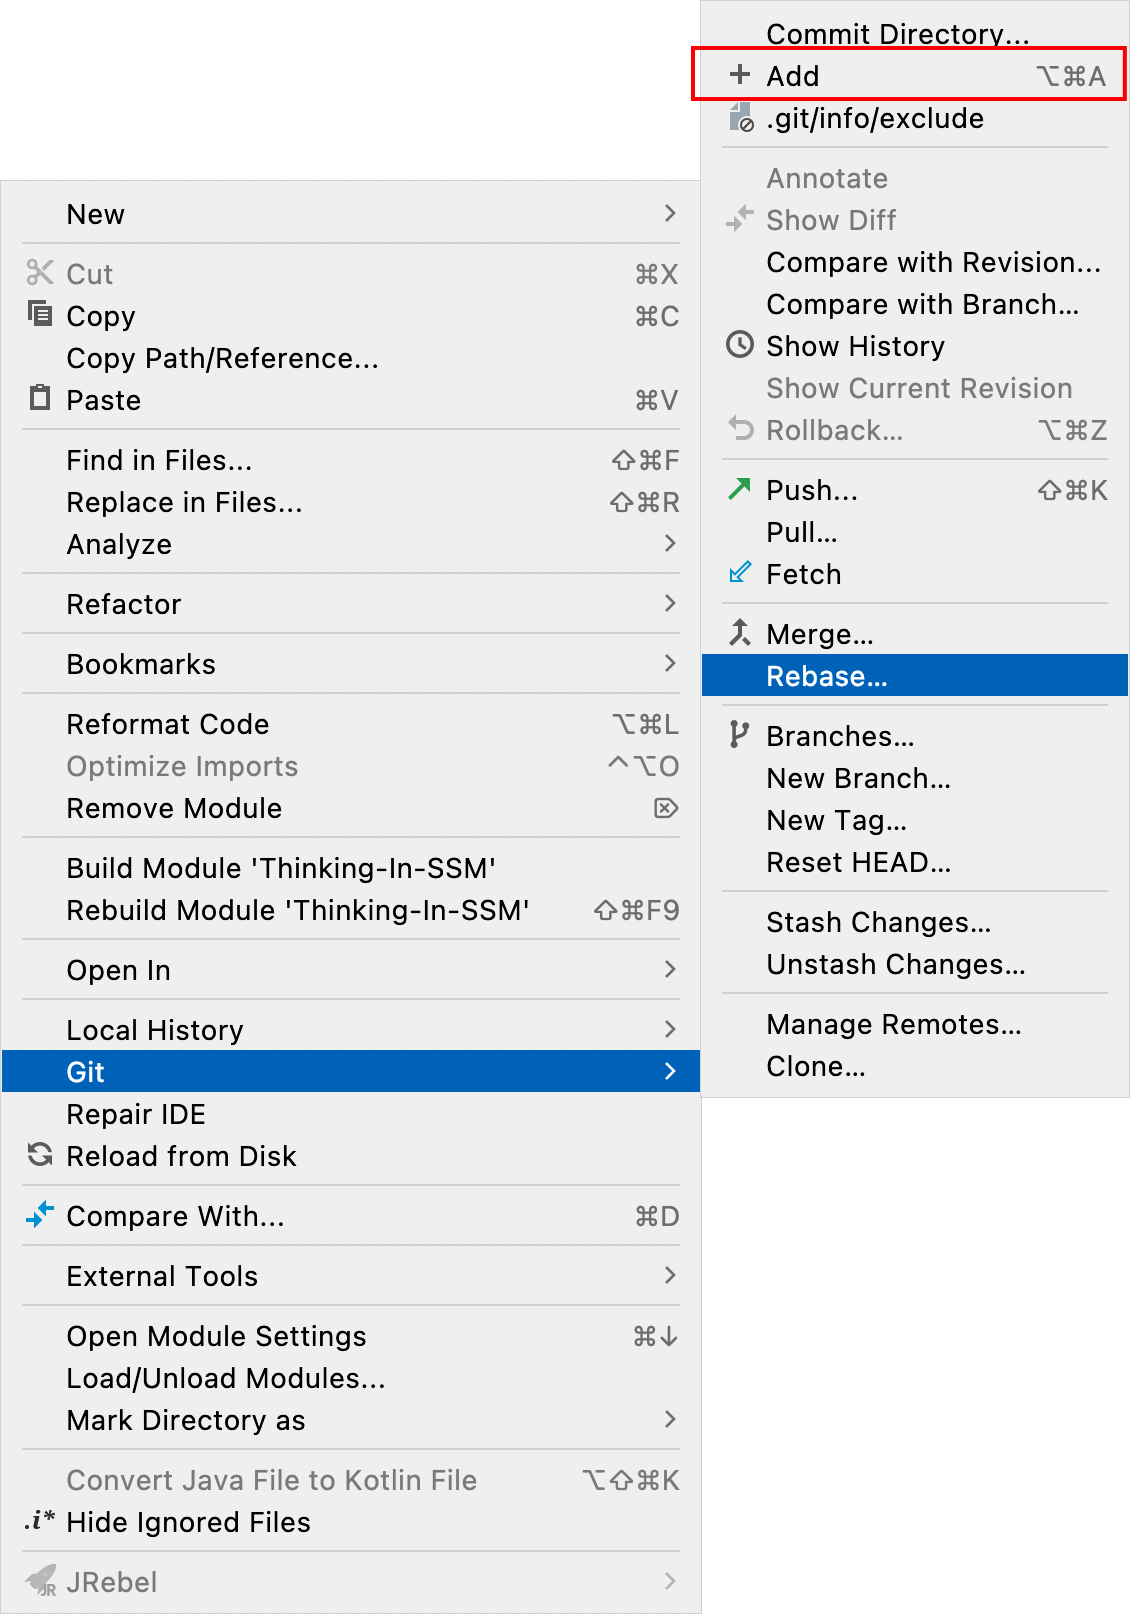 New
Cut ⌘X
Copy ⌘C
Copy Path/Reference...
Paste ⌘V
Find in Files... ⇧⌘F
Replace in Files... ⇧⌘R
Analyze
Refactor
Bookmarks
Reformat Code ⌥⌘L
Optimize Imports ^⌥O
Remove Module ⌦
Build Module 'Thinking-In-SSM'
Rebuild Module 'Thinking-In-SSM' ⇧⌘F9
Open In
Local History
Git
Repair IDE
Reload from Disk
Compare With... ⌘D
External Tools
Open Module Settings ⌘↓
Load/Unload Modules...
Mark Directory as
Convert Java File to Kotlin File ⌥⇧⌘K
.i* Hide Ignored Files
JR JRebel
Commit Directory...
+ Add ⌥⌘A
.git/info/exclude
Annotate
Show Diff
Compare with Revision...
Compare with Branch...
Show History
Show Current Revision
Rollback... ⌥⌘Z
Push... ⇧⌘K
Pull...
Fetch
Merge...
Rebase...
Branches...
New Branch...
New Tag...
Reset HEAD...
Stash Changes...
Unstash Changes...
Manage Remotes...
Clone...